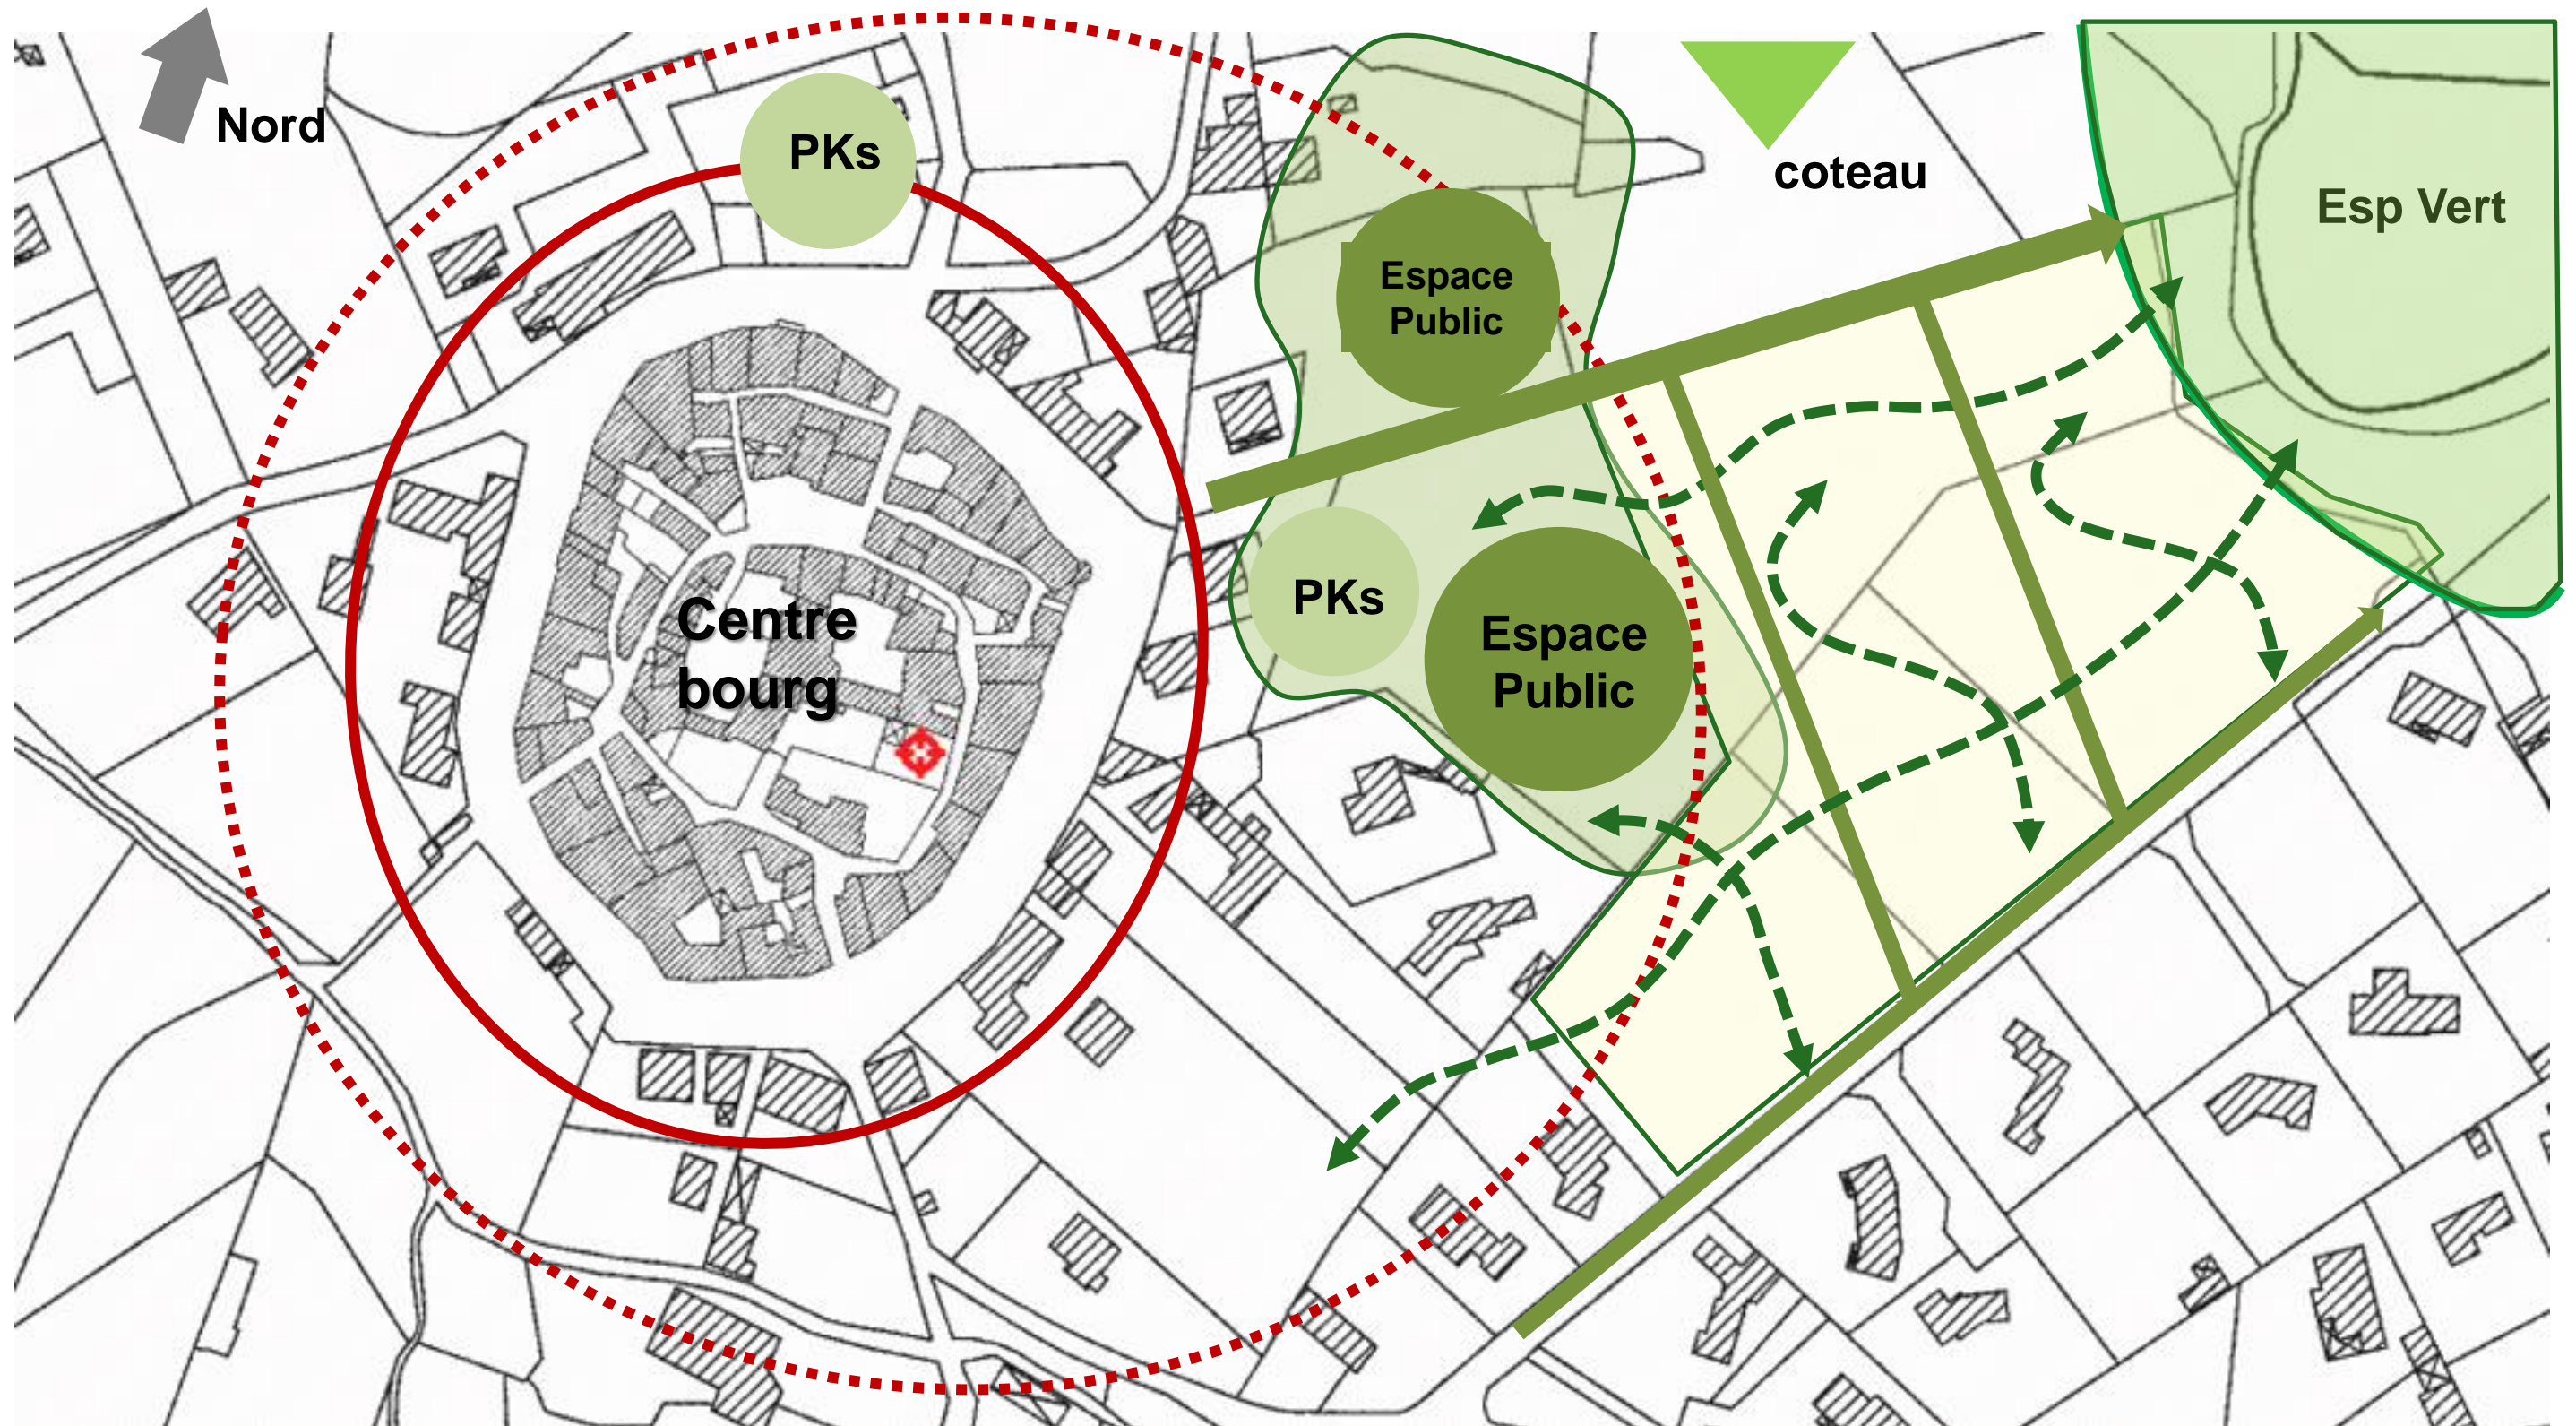 Nord
PKs
coteau
Esp Vert
Espace
Public
PKs
Espace
Public
Centre
bourg